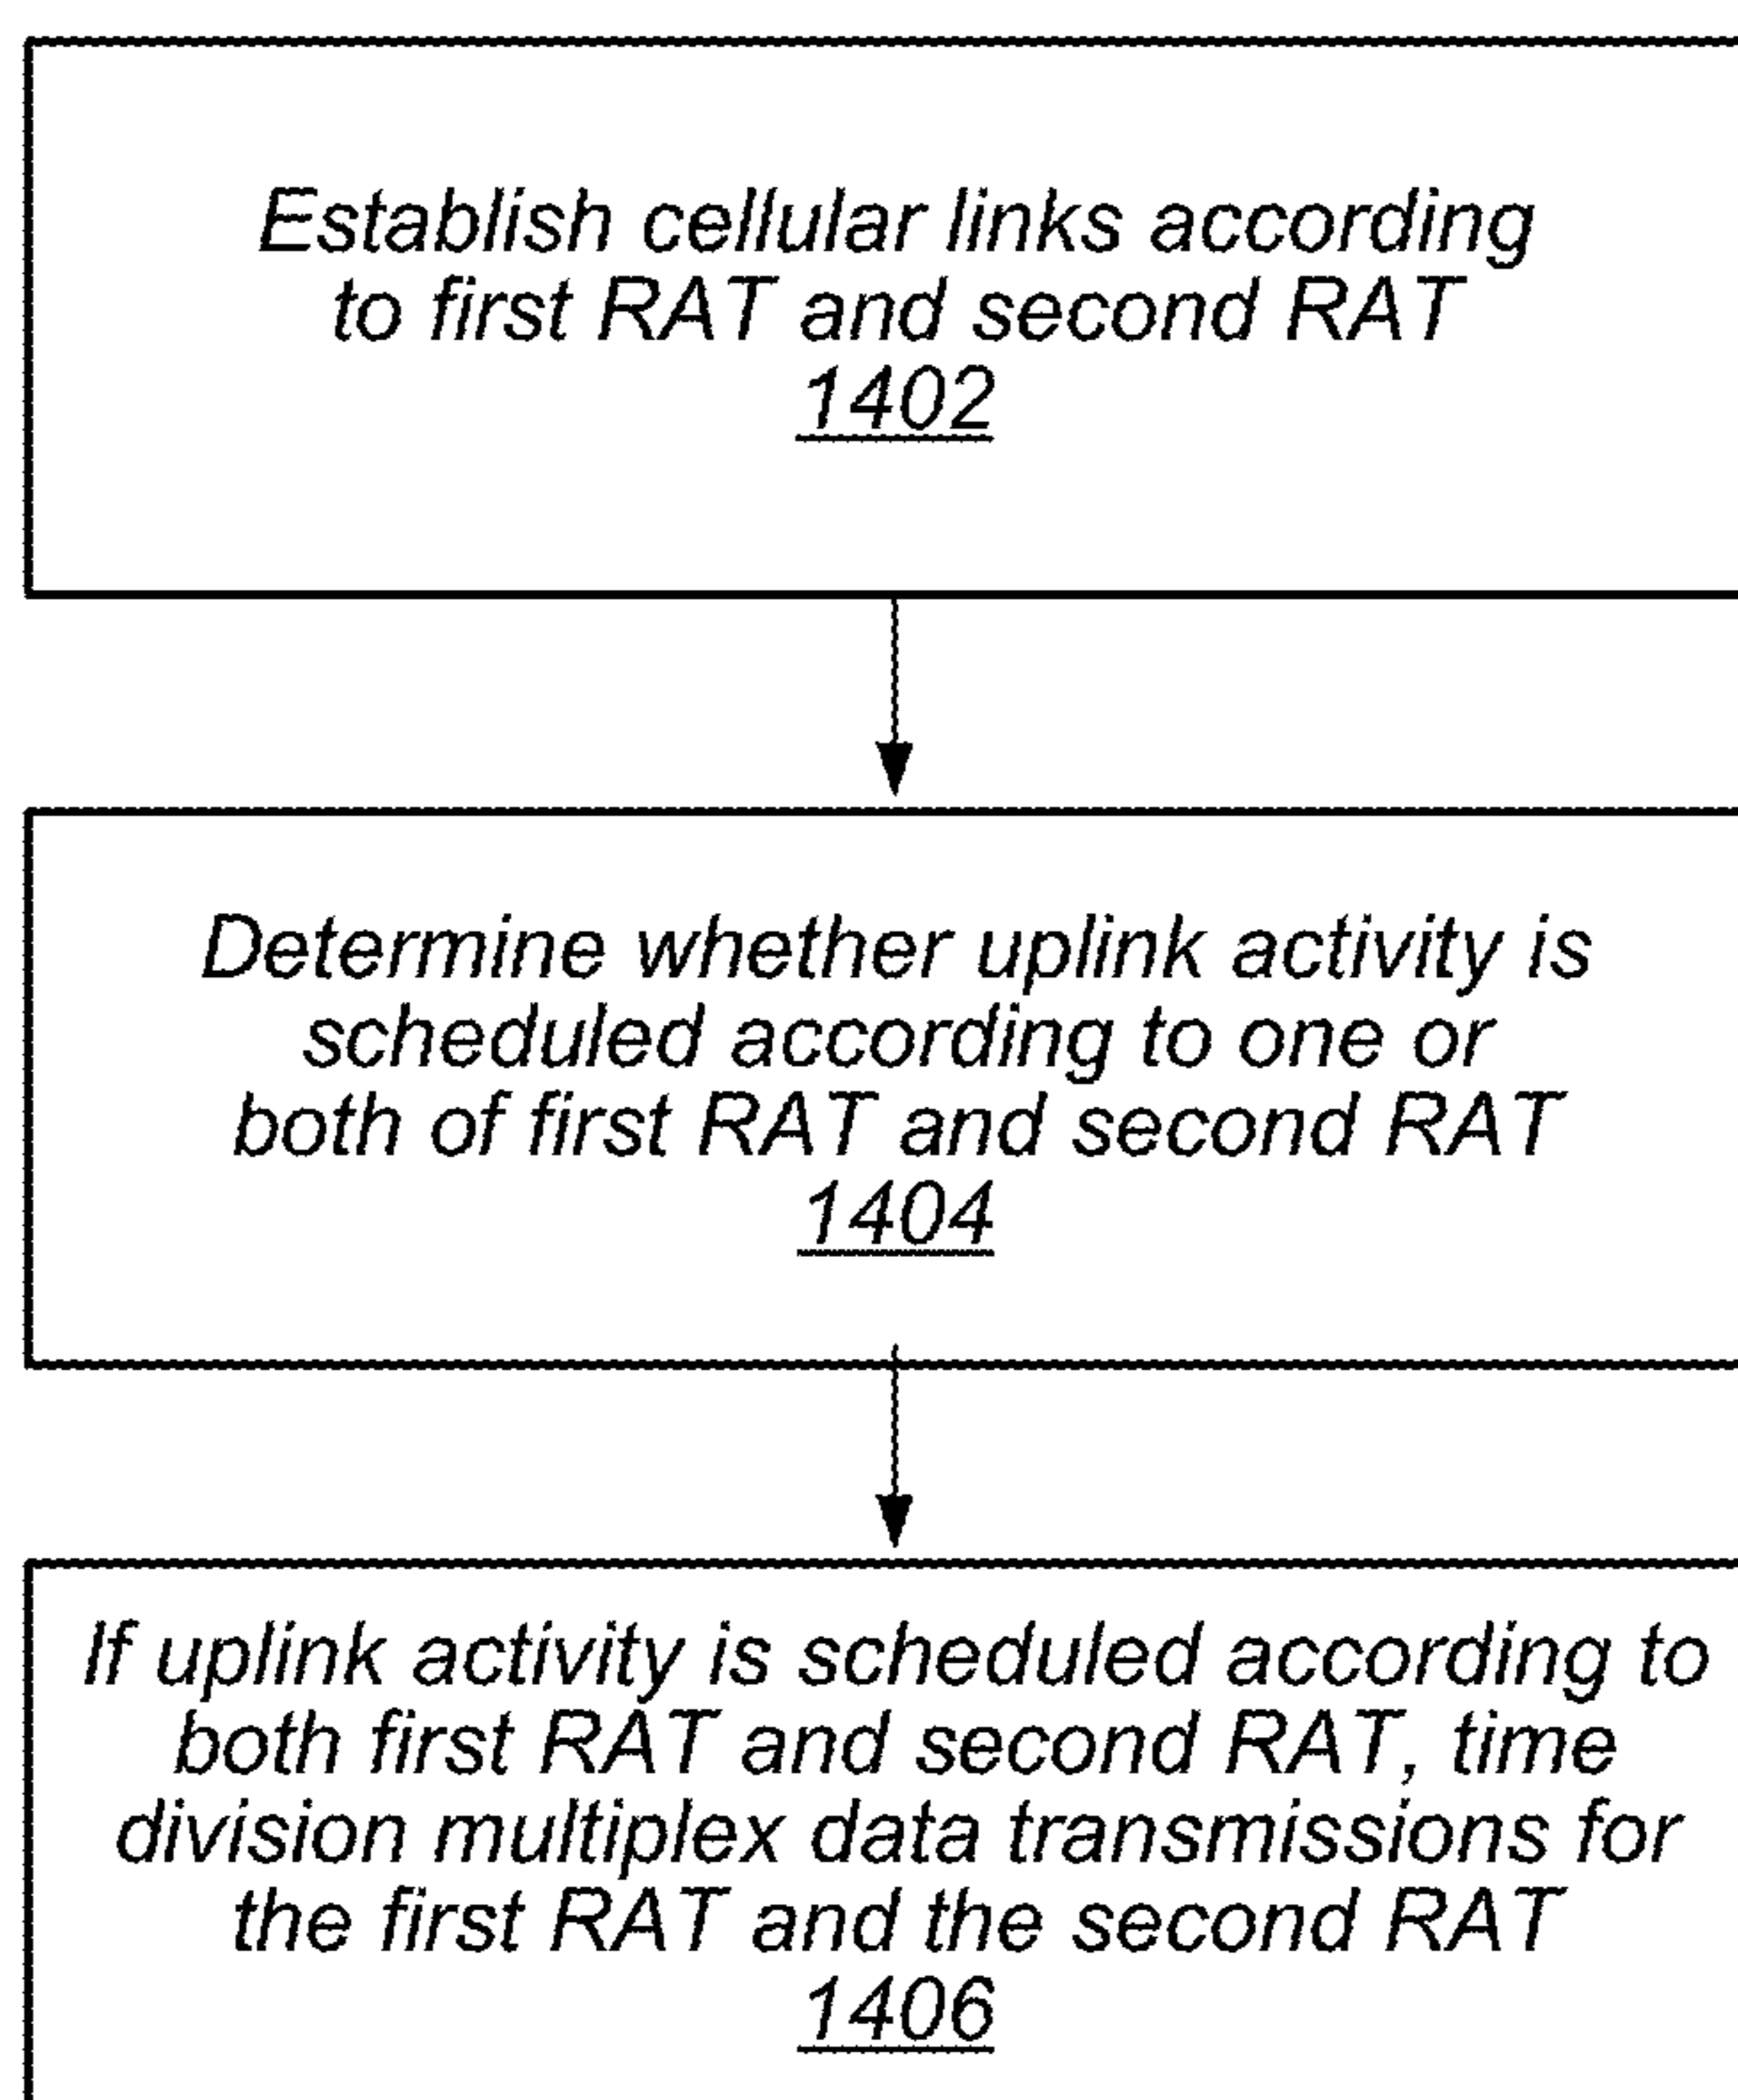 Establish cellular links according
to first RAT and second RAT
1402
Determine whether uplink activity is
scheduled according to one or
both of first RAT and second RAT
1404
If uplink activity is scheduled according to
both first RAT and second RAT, time
division multiplex data transmissions for
the first RAT and the second RAT
1406